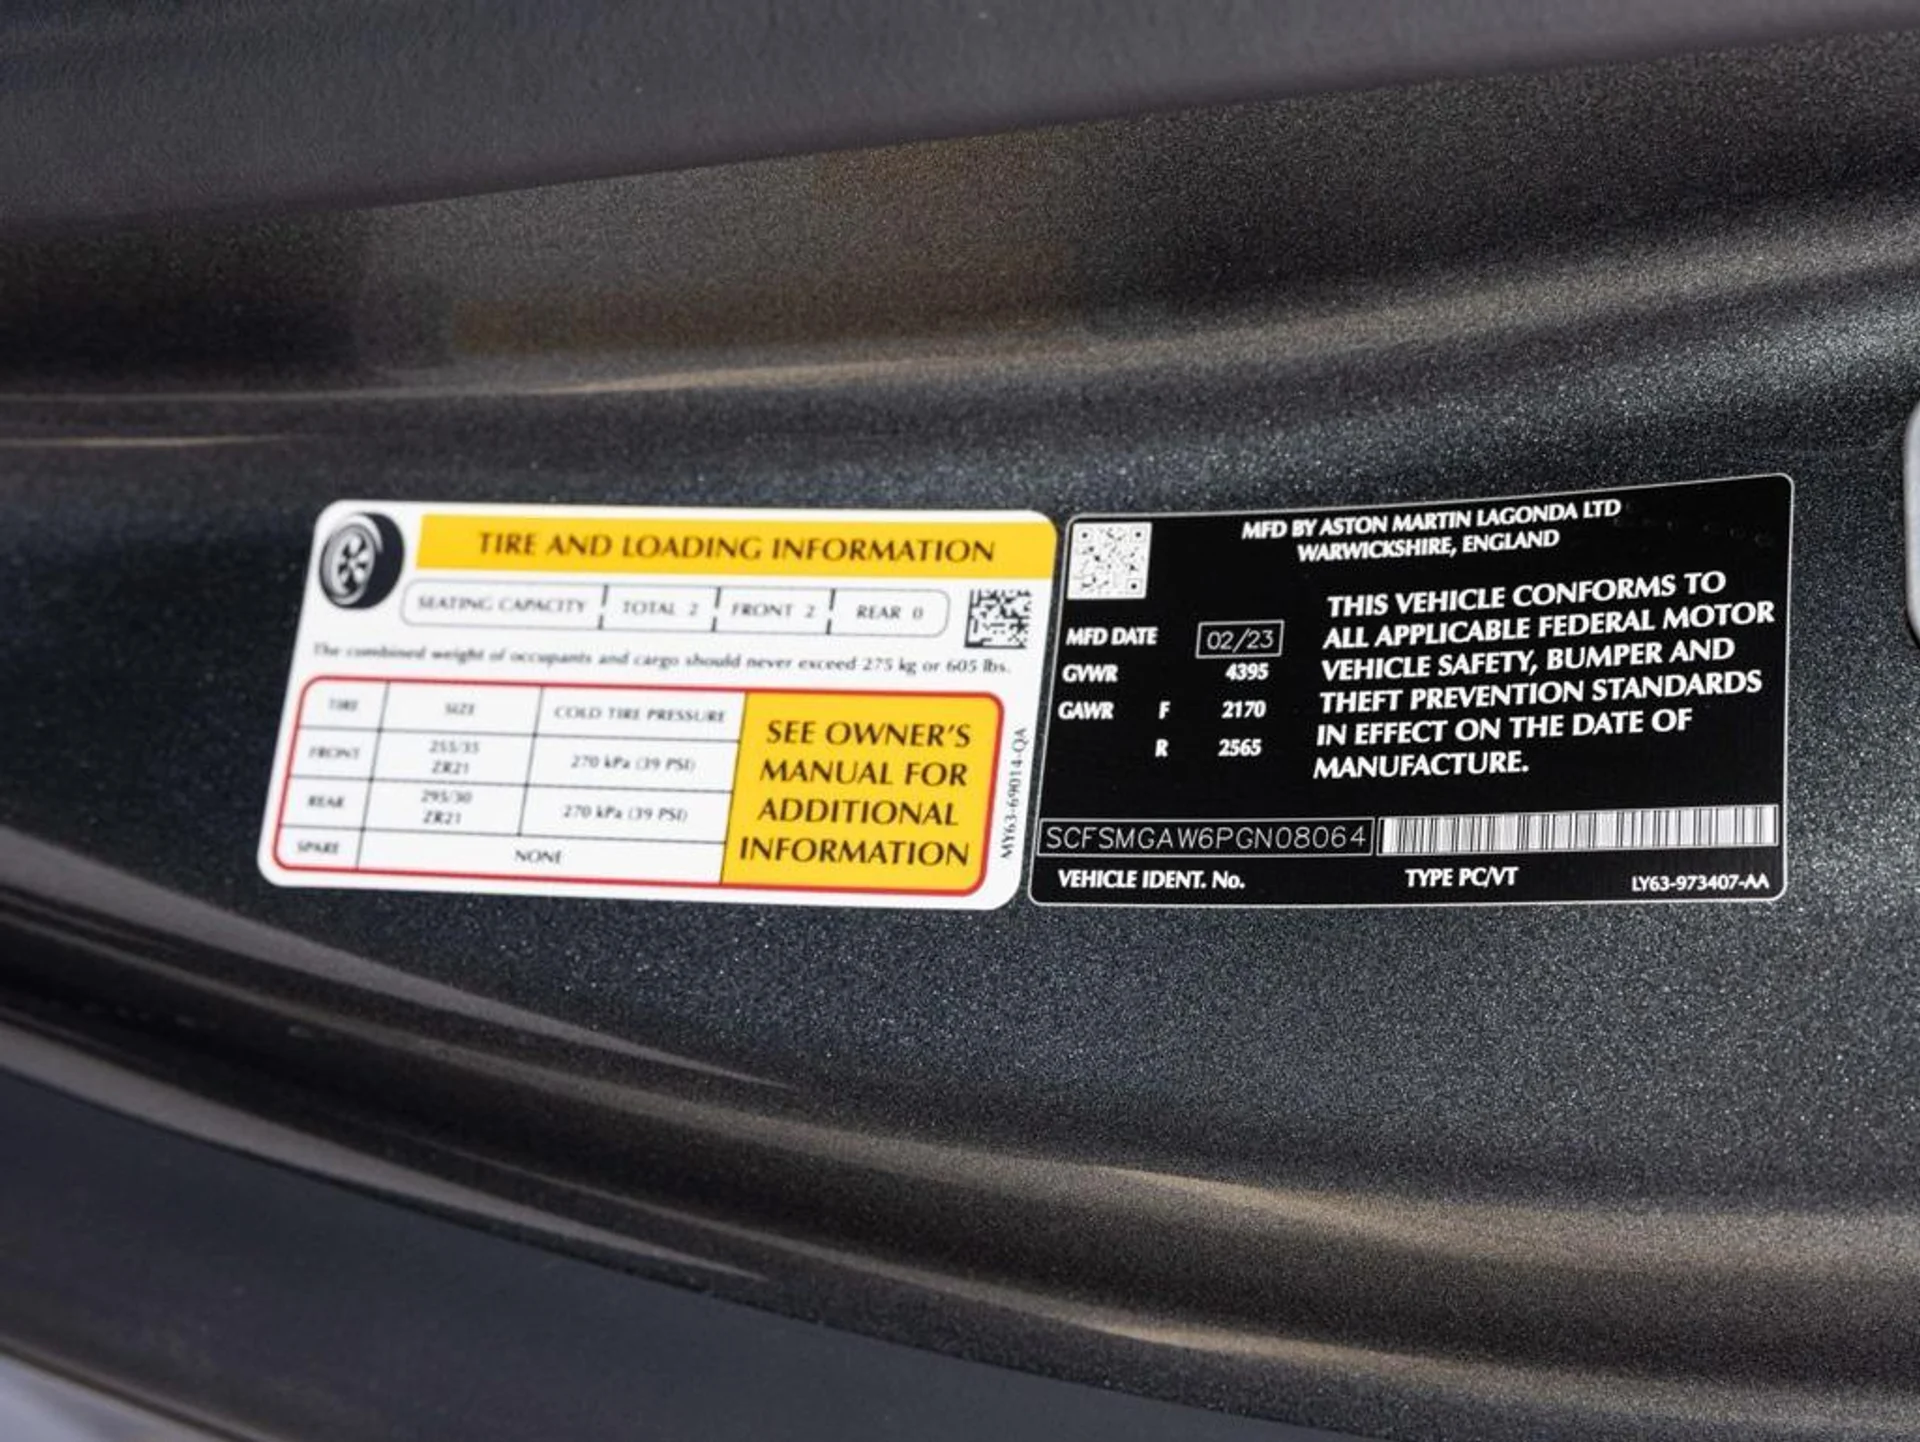 TIRE AND LOADING INFORMATION
SEATING CAPACITY TOTAL 2 FRONT 2 REAR 0
The combined weight of occupants and cargo should never exceed 275 kg or 605 lbs.
TIRE SIZE COLD TIRE PRESSURE
FRONT 255/35 ZR21 270 kPa (39 PSI)
REAR 295/30 ZR21 270 kPa (39 PSI)
SPARE NONE
SEE OWNER'S
MANUAL FOR
ADDITIONAL
INFORMATION
MY63-69014-QA
MFD BY ASTON MARTIN LAGONDA LTD
WARWICKSHIRE, ENGLAND
MFD DATE 02/23
GVWR 4395
GAWR F 2170
R 2565
THIS VEHICLE CONFORMS TO
ALL APPLICABLE FEDERAL MOTOR
VEHICLE SAFETY, BUMPER AND
THEFT PREVENTION STANDARDS
IN EFFECT ON THE DATE OF
MANUFACTURE.
SCFSMGAW6PGN08064
VEHICLE IDENT. No. TYPE PC/VT LY63-973407-AA